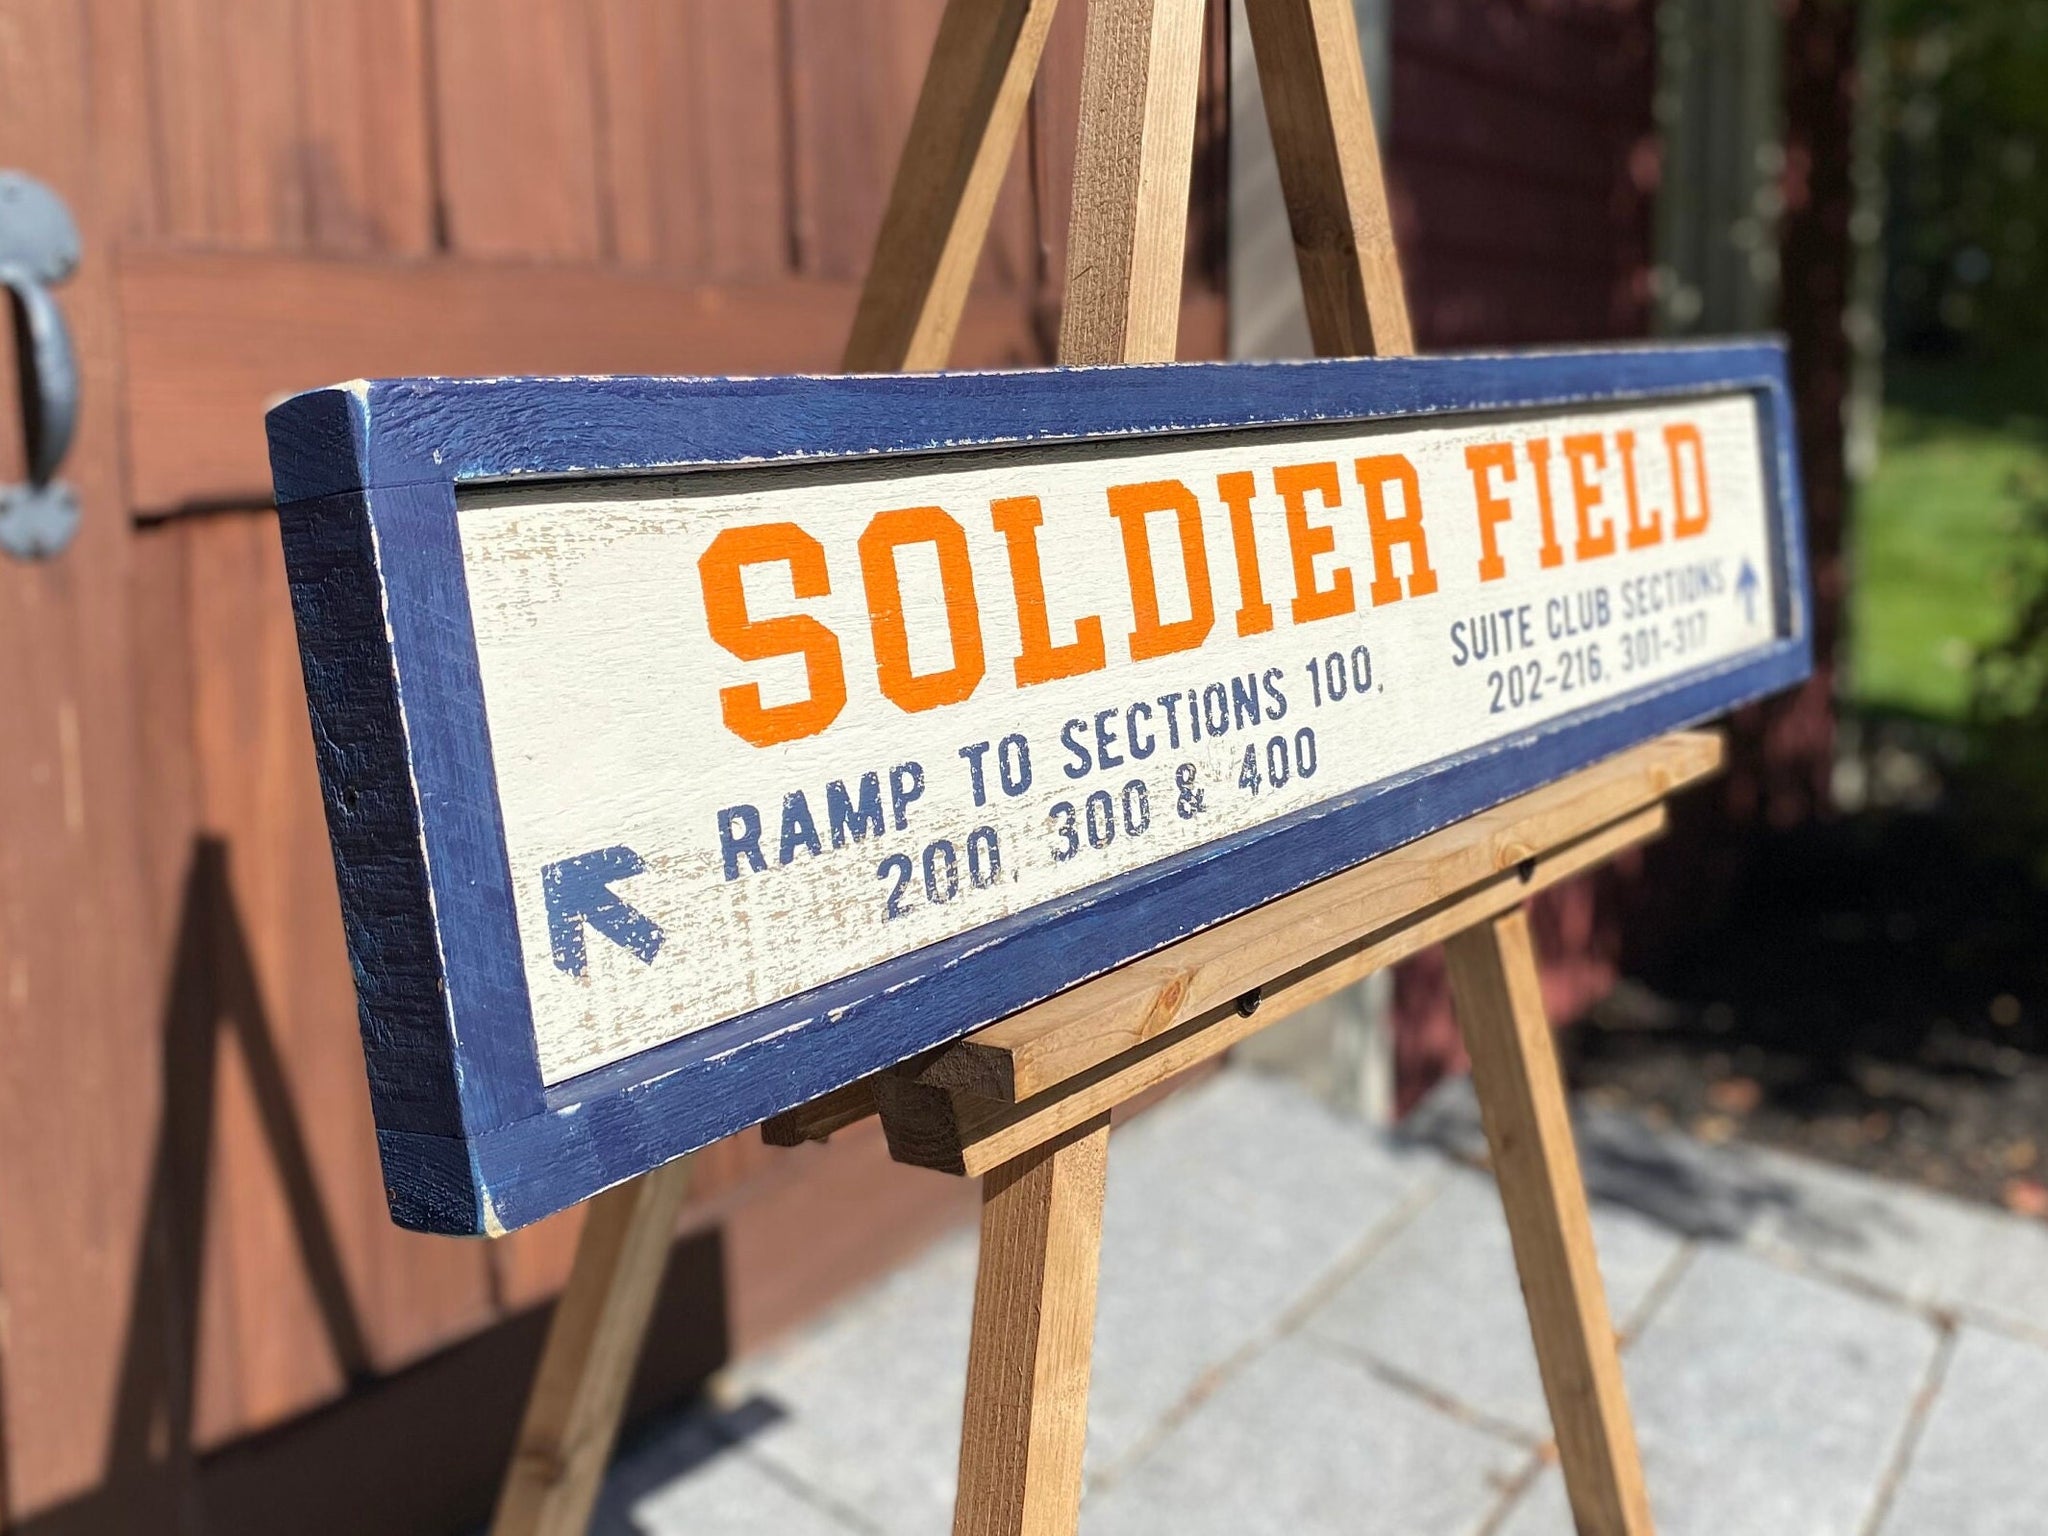 SOLDIER FIELD
RAMP TO SECTIONS 100,
200, 300 & 400
SUITE CLUB SECTIONS
202-216, 301-317